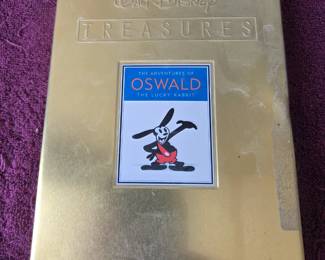 WALT DISNEY
TREASURES
THE ADVENTURES OF
OSWALD
THE LUCKY RABBIT